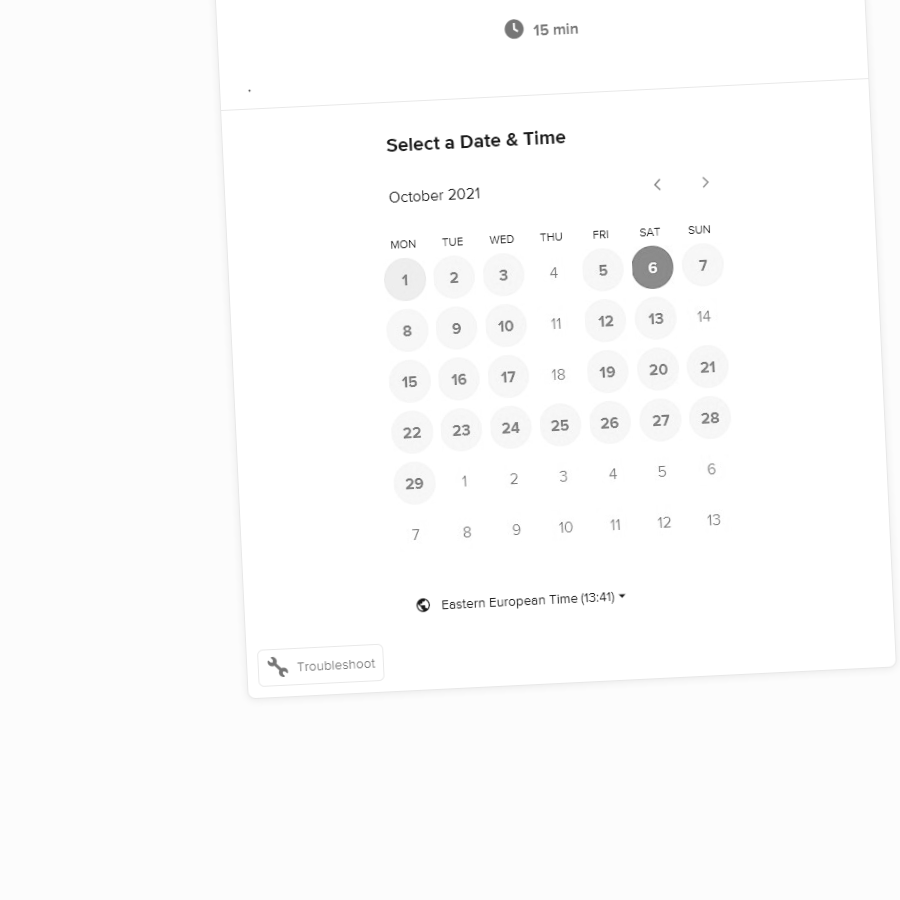 15 min
.
Select a Date & Time
October 2021
MON TUE WED THU FRI SAT SUN
1 2 3 4 5 6 7
8 9 10 11 12 13 14
15 16 17 18 19 20 21
22 23 24 25 26 27 28
29 1 2 3 4 5 6
7 8 9 10 11 12 13
Eastern European Time (13:41)
Troubleshoot